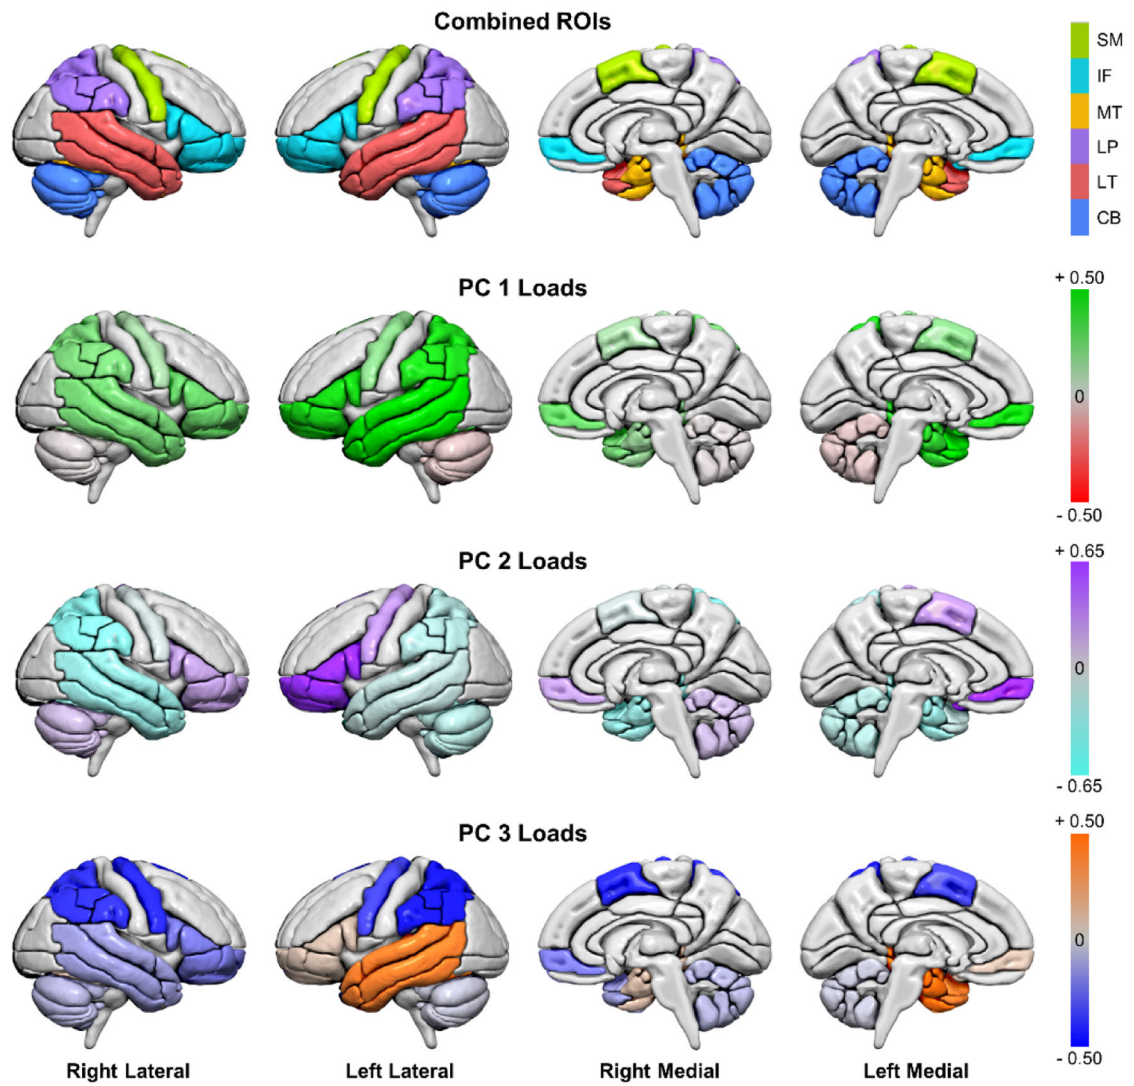 Combined ROIs
SM
IF
MT
LP
LT
CB
PC 1 Loads
+ 0.50
0
- 0.50
PC 2 Loads
+ 0.65
0
- 0.65
PC 3 Loads
+ 0.50
0
- 0.50
Right Lateral
Left Lateral
Right Medial
Left Medial